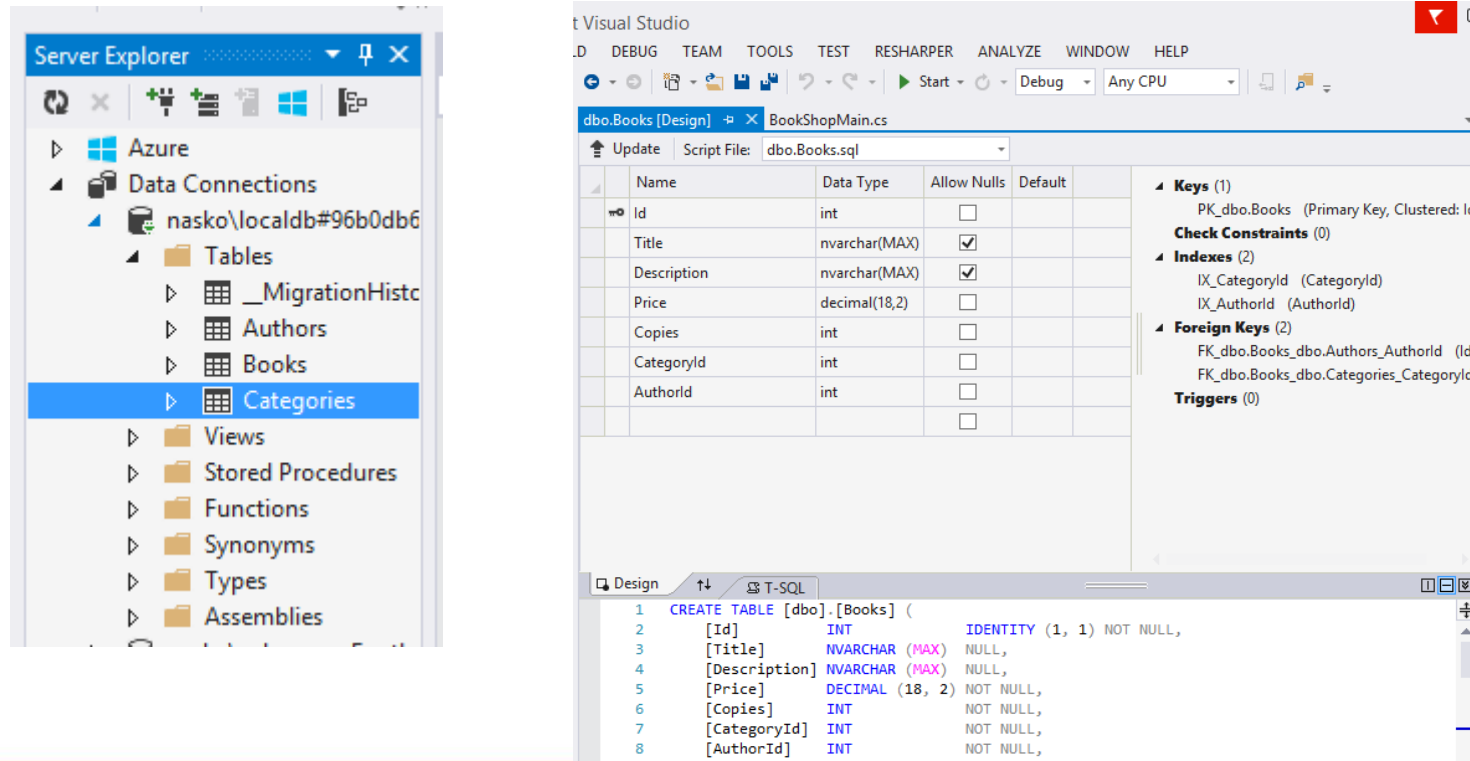 Server Explorer
Azure
Data Connections
nasko\localdb#96b0db6
Tables
__MigrationHistc
Authors
Books
Categories
Views
Stored Procedures
Functions
Synonyms
Types
Assemblies
t Visual Studio
LD DEBUG TEAM TOOLS TEST RESHARPER ANALYZE WINDOW HELP
Start Debug Any CPU
dbo.Books [Design] BookShopMain.cs
Update Script File: dbo.Books.sql
Name Data Type Allow Nulls Default
Id int
Title nvarchar(MAX)
Description nvarchar(MAX)
Price decimal(18,2)
Copies int
CategoryId int
AuthorId int
Keys (1)
PK_dbo.Books (Primary Key, Clustered: Id
Check Constraints (0)
Indexes (2)
IX_CategoryId (CategoryId)
IX_AuthorId (AuthorId)
Foreign Keys (2)
FK_dbo.Books_dbo.Authors_AuthorId (Id
FK_dbo.Books_dbo.Categories_CategoryId
Triggers (0)
Design T-SQL
1 CREATE TABLE [dbo].[Books] (
2 [Id] INT IDENTITY (1, 1) NOT NULL,
3 [Title] NVARCHAR (MAX) NULL,
4 [Description] NVARCHAR (MAX) NULL,
5 [Price] DECIMAL (18, 2) NOT NULL,
6 [Copies] INT NOT NULL,
7 [CategoryId] INT NOT NULL,
8 [AuthorId] INT NOT NULL,